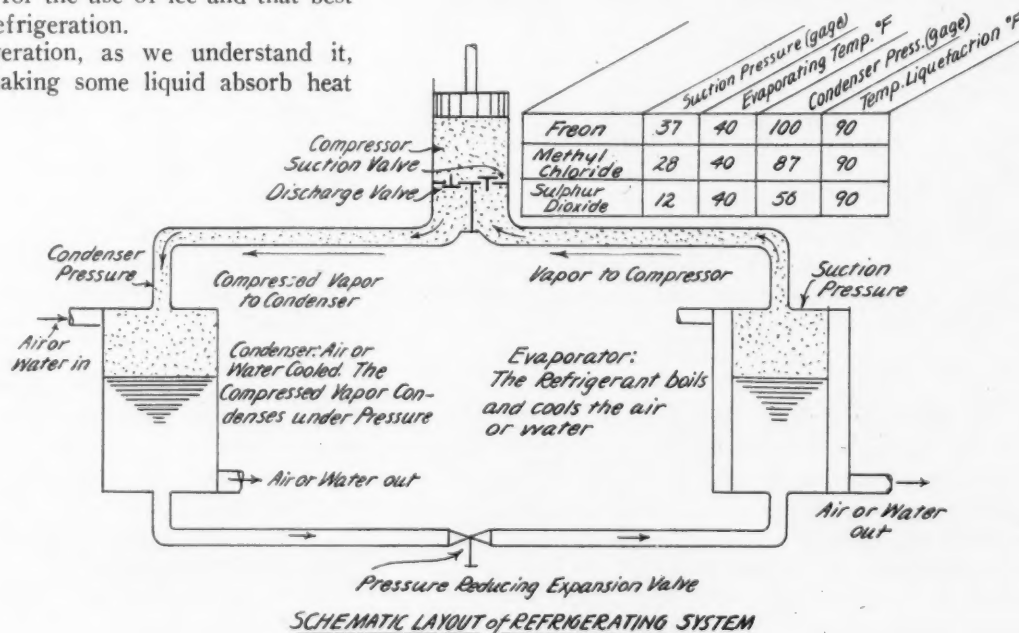 for the use of ice and that best
efrigeration.
eration, as we understand it,
aking some liquid absorb heat
Suction Pressure (gage)
Evaporating Temp. °F
Condenser Press. (gage)
Temp. Liquefaction °F
Freon 37 40 100 90
Methyl Chloride 28 40 87 90
Sulphur Dioxide 12 40 56 90
Compressor
Suction Valve
Discharge Valve
Condenser
Pressure
Compressed Vapor
to Condenser
Vapor to Compressor
Suction
Pressure
Air or
Water in
Condenser: Air or
Water Cooled. The
Compressed Vapor Con-
denses under Pressure
Evaporator:
The Refrigerant boils
and cools the air
or water
Air or Water out
Air or Water
out
Pressure Reducing Expansion Valve
SCHEMATIC LAYOUT of REFRIGERATING SYSTEM